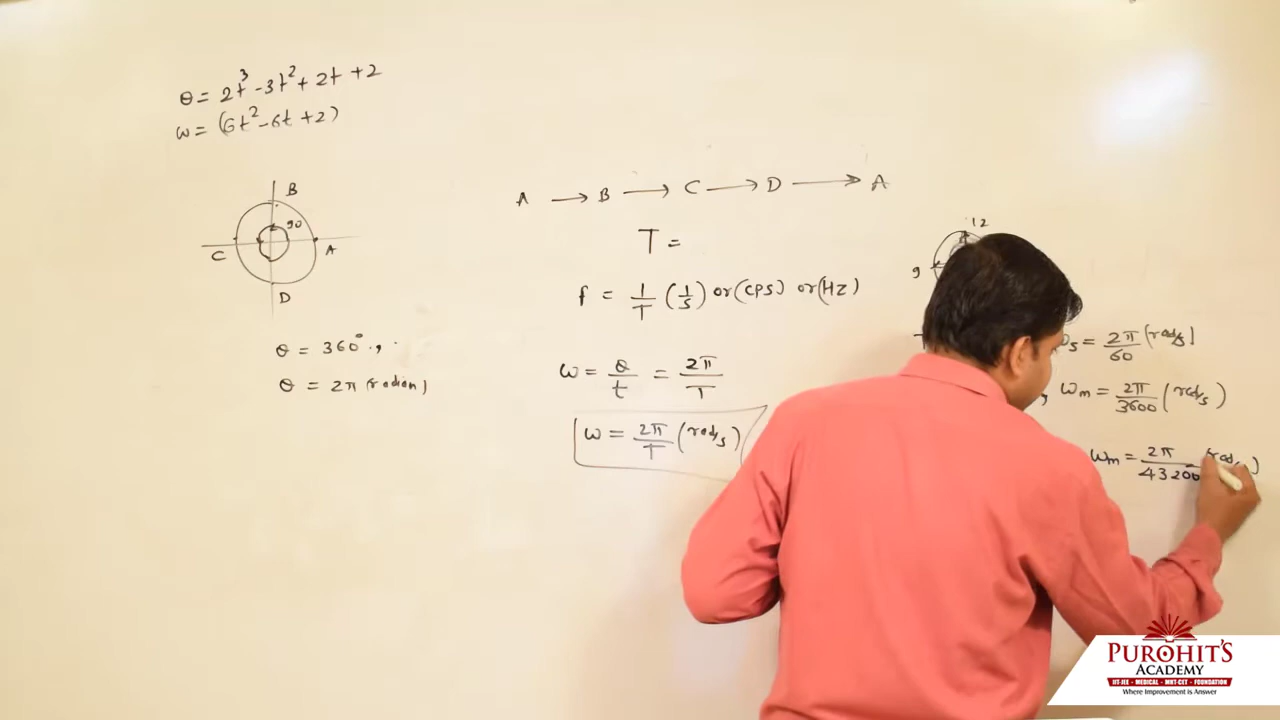 θ = 2t³ - 3t² + 2t + 2
ω = (6t² - 6t + 2)
B
90
C
A
D
θ = 360°.,.
θ = 2π (radian)
A → B → C → D → A
T =
f = 1/T (1/s) or (CPS) or (HZ)
ω = θ/t = 2π/T
ω = 2π/T (rad/s)
12
9
s = 2π/60 (rad/s)
, ωm = 2π/3600 (rad/s)
ωm = 2π/43200 rad )
PUROHIT'S
ACADEMY
IIT-JEE • MEDICAL • MHT-CET • FOUNDATION
Where Improvement is Answer